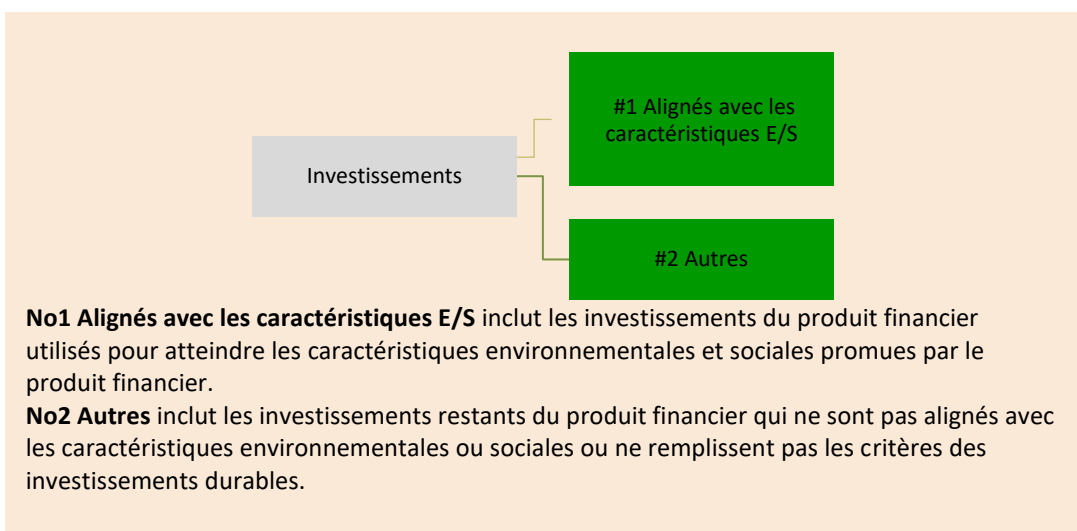 #1 Alignés avec les
caractéristiques E/S
Investissements
#2 Autres
No1 Alignés avec les caractéristiques E/S inclut les investissements du produit financier
utilisés pour atteindre les caractéristiques environnementales et sociales promues par le
produit financier.
No2 Autres inclut les investissements restants du produit financier qui ne sont pas alignés avec
les caractéristiques environnementales ou sociales ou ne remplissent pas les critères des
investissements durables.